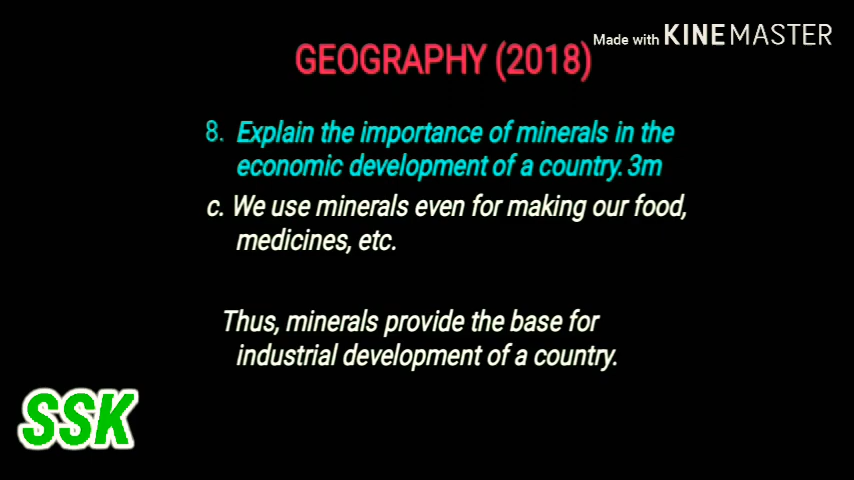 Made with KINEMASTER
GEOGRAPHY (2018)
8. Explain the importance of minerals in the
economic development of a country. 3m
c. We use minerals even for making our food,
medicines, etc.
Thus, minerals provide the base for
industrial development of a country.
SSK